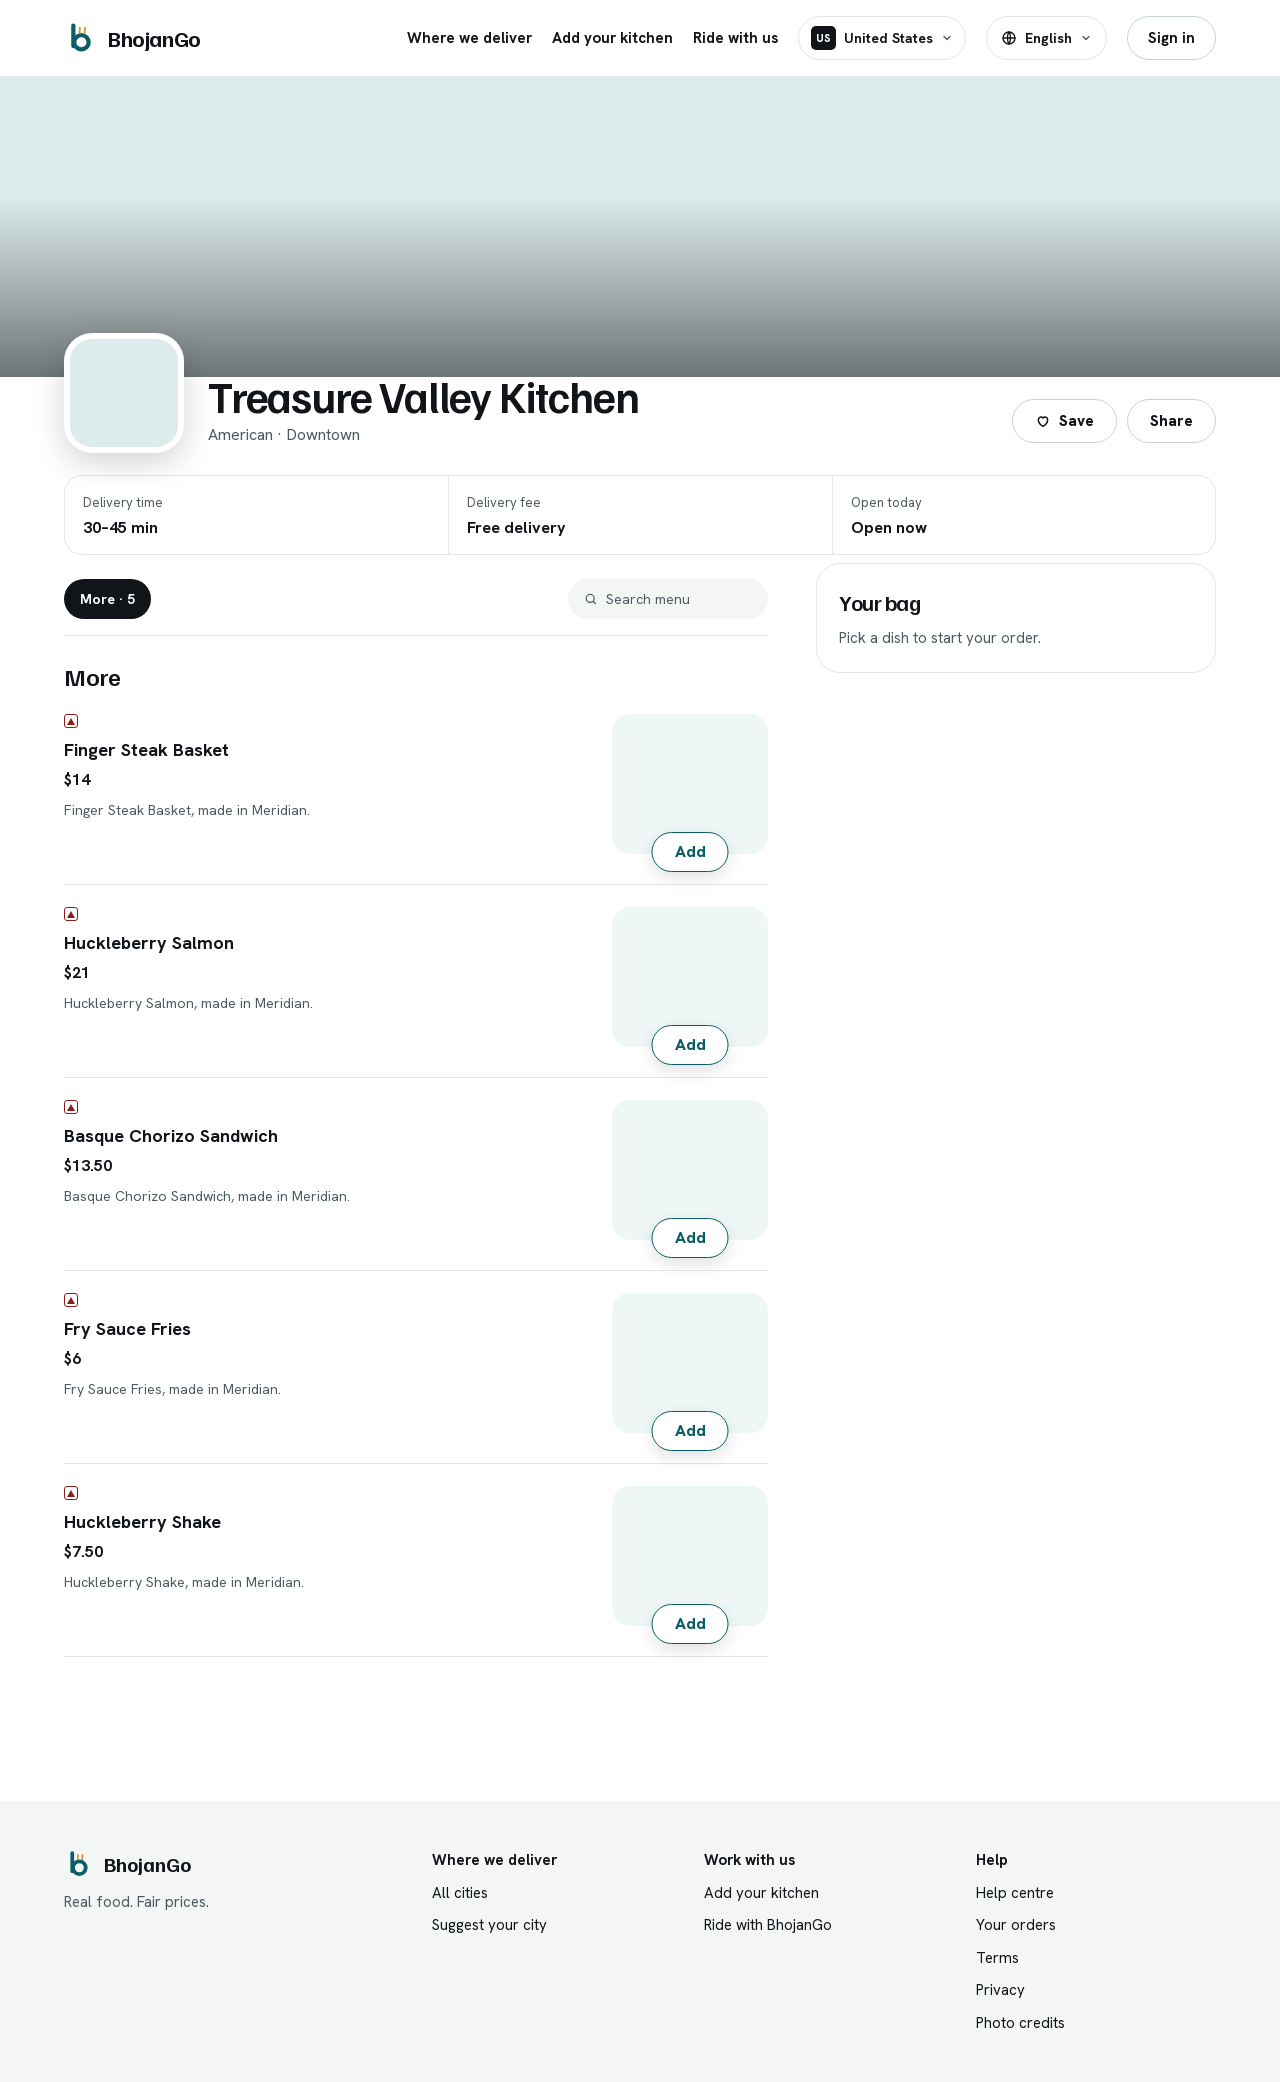 BhojanGo
Where we deliver
Add your kitchen
Ride with us
US United States
English
Sign in
Treasure Valley Kitchen
American · Downtown
Save
Share
Delivery time
30–45 min
Delivery fee
Free delivery
Open today
Open now
More · 5
Search menu
Your bag
Pick a dish to start your order.
More
Finger Steak Basket
$14
Finger Steak Basket, made in Meridian.
Add
Huckleberry Salmon
$21
Huckleberry Salmon, made in Meridian.
Add
Basque Chorizo Sandwich
$13.50
Basque Chorizo Sandwich, made in Meridian.
Add
Fry Sauce Fries
$6
Fry Sauce Fries, made in Meridian.
Add
Huckleberry Shake
$7.50
Huckleberry Shake, made in Meridian.
Add
BhojanGo
Real food. Fair prices.
Where we deliver
All cities
Suggest your city
Work with us
Add your kitchen
Ride with BhojanGo
Help
Help centre
Your orders
Terms
Privacy
Photo credits